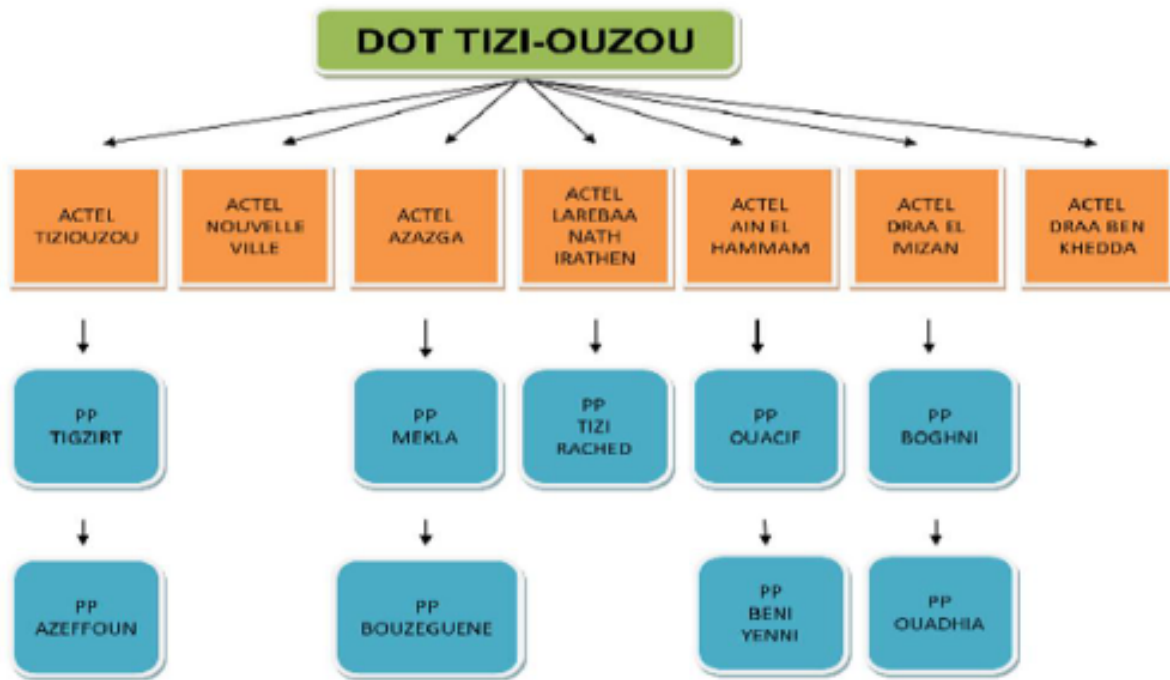 DOT TIZI-OUZOU
ACTEL
TIZIOUZOU
ACTEL
NOUVELLE
VILLE
ACTEL
AZAZGA
ACTEL
LAREBAA
NATH
IRATHEN
ACTEL
AIN EL
HAMMAM
ACTEL
DRAA EL
MIZAN
ACTEL
DRAA BEN
KHEDDA
PP
TIGZIRT
PP
MEKLA
PP
TIZI
RACHED
PP
OUACIF
PP
BOGHNI
PP
AZEFFOUN
PP
BOUZEGUENE
PP
BENI
YENNI
PP
OUADHIA